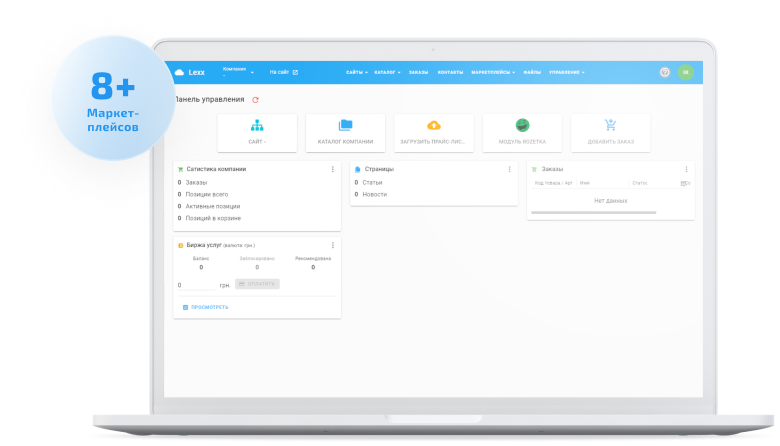 8+
Маркет-
плейсов
Lexx
Компания
ПВ САЙТ
САЙТЫ
КАТАЛОГ
ЗАКАЗЫ
КОНТАКТЫ
МАРКЕТПЛЕЙСЫ
ФАЙЛЫ
УПРАВЛЕНИЕ
Панель управления
САЙТ -
КАТАЛОГ КОМПАНИИ
ЗАГРУЗИТЬ ПРАЙС-ЛИС...
МОДУЛЬ ROZETKA
ДОБАВИТЬ ЗАКАЗ
Сатистика компании
0 Заказы
0 Позиции всего
0 Активные позиции
0 Позиций в корзине
Страницы
0 Статьи
0 Новости
Заказы
Код товара / Арт
Имя
Статус
Нет данных
Биржа услуг (валюта: грн.)
Баланс
Заблокировано
Рекомендована
0
0
0
0
грн.
ОПЛАТИТЬ
ПРОСМОТРЕТЬ